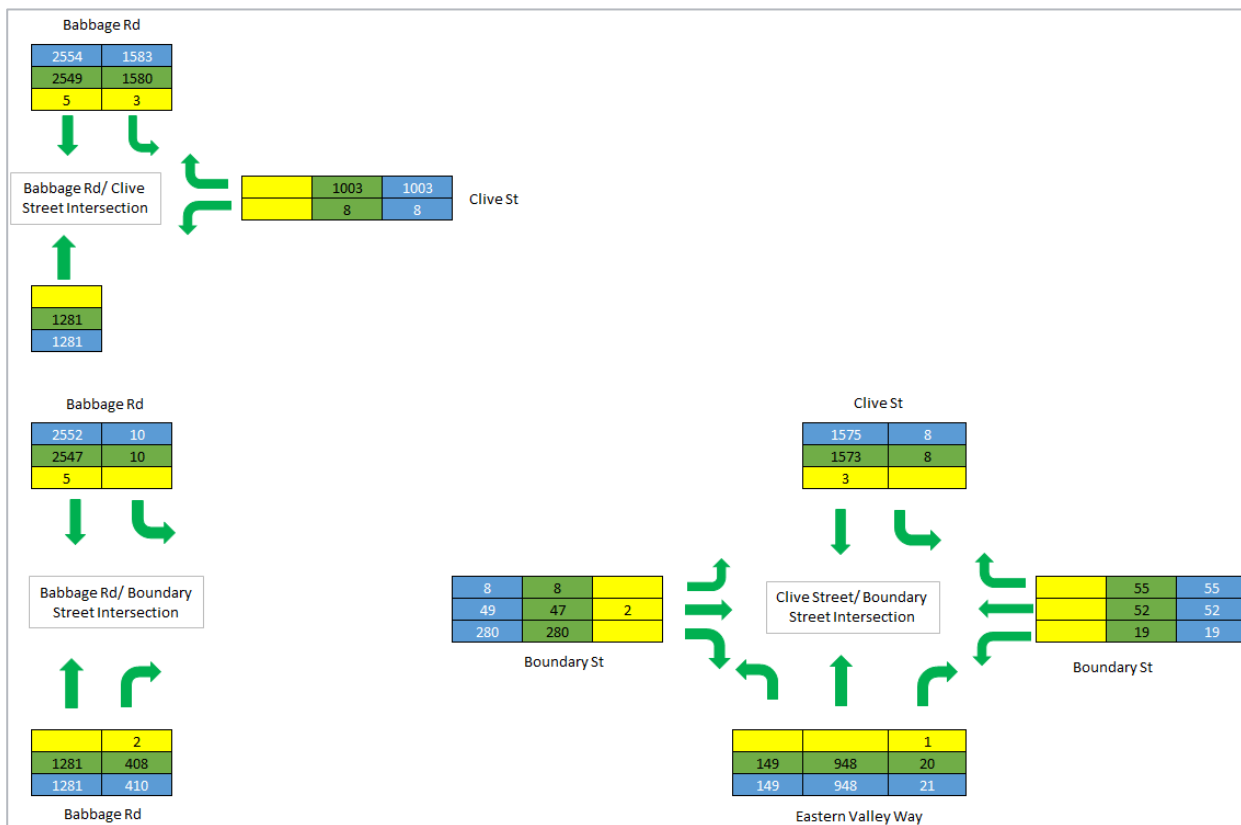 Babbage Rd
2554 1583
2549 1580
5 3
Babbage Rd/ Clive
Street Intersection
1003 1003
8 8
Clive St
1281
1281
Babbage Rd
2552 10
2547 10
5
Babbage Rd/ Boundary
Street Intersection
2
1281 408
1281 410
Babbage Rd
Clive St
1575 8
1573 8
3
8 8
49 47 2
280 280
Boundary St
Clive Street/ Boundary
Street Intersection
55 55
52 52
19 19
Boundary St
1
149 948 20
149 948 21
Eastern Valley Way